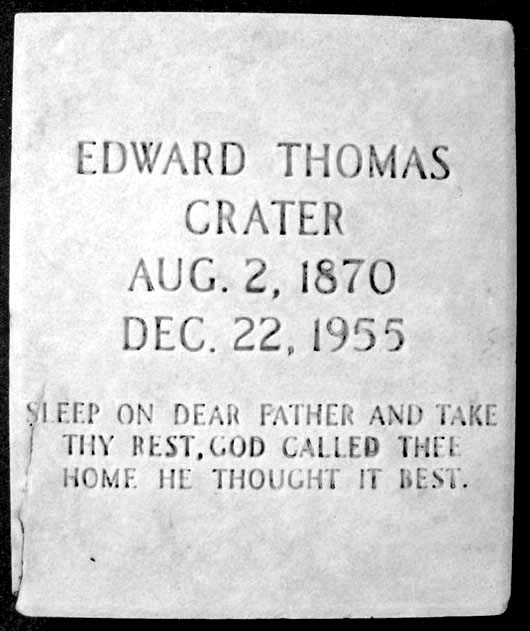 EDWARD THOMAS
CRATER
AUG. 2, 1870
DEC. 22, 1955
SLEEP ON DEAR FATHER AND TAKE
THY REST, GOD CALLED THEE
HOME HE THOUGHT IT BEST.